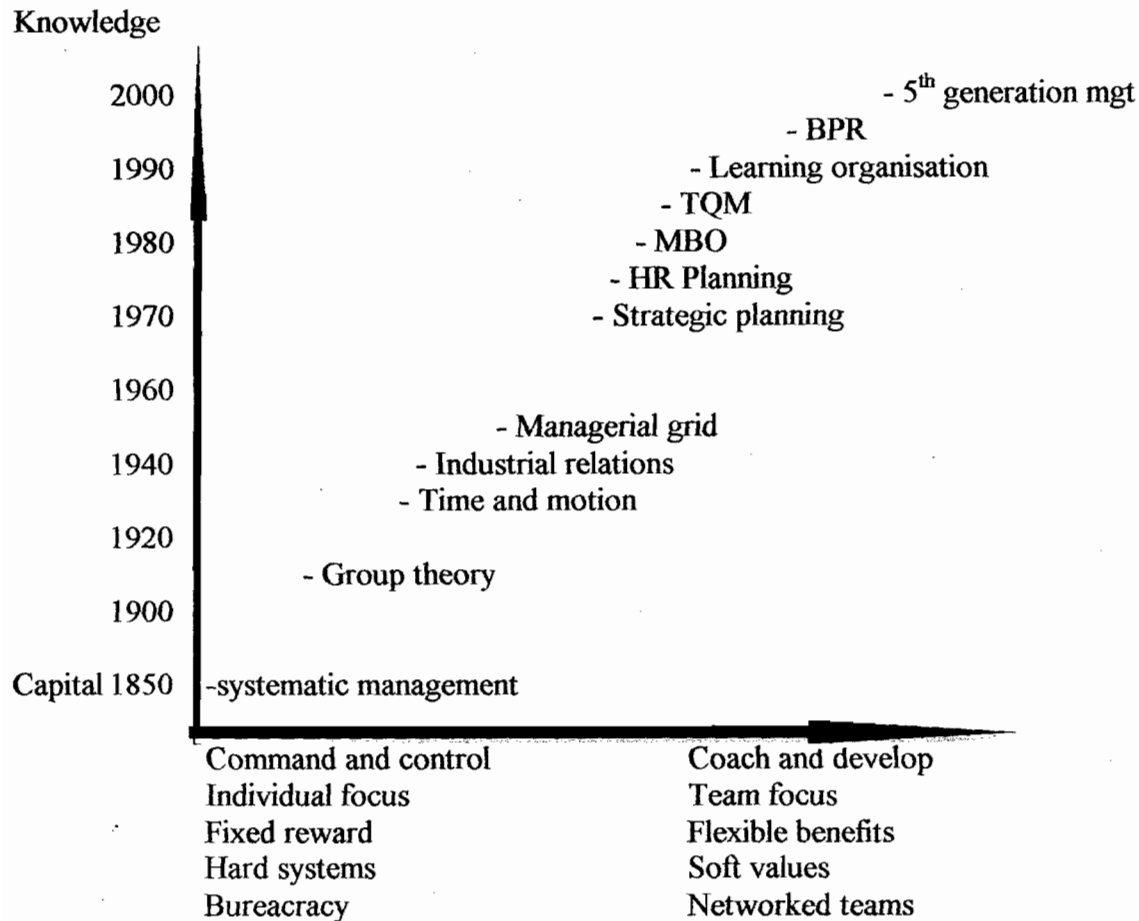 Knowledge
2000 - 5th generation mgt
- BPR
1990 - Learning organisation
- TQM
1980 - MBO
- HR Planning
1970 - Strategic planning
1960
- Managerial grid
1940 - Industrial relations
- Time and motion
1920
- Group theory
1900
Capital 1850 -systematic management
Command and control Coach and develop
Individual focus Team focus
Fixed reward Flexible benefits
Hard systems Soft values
Bureacracy Networked teams